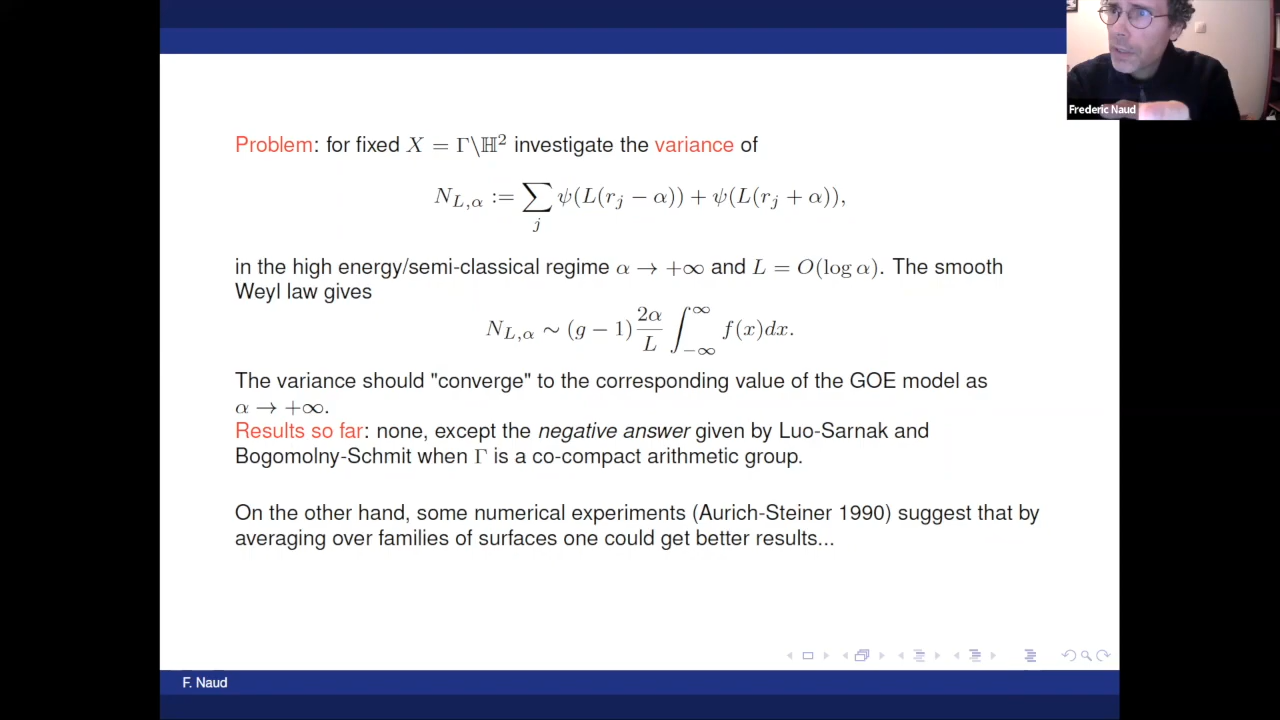 Frederic Naud
Problem: for fixed X = Γ\ℍ² investigate the variance of
N_{L,α} := ∑_j ψ(L(r_j − α)) + ψ(L(r_j + α)),
in the high energy/semi-classical regime α → +∞ and L = O(log α). The smooth
Weyl law gives
N_{L,α} ∼ (g − 1) 2α/L ∫_{−∞}^{∞} f(x)dx.
The variance should "converge" to the corresponding value of the GOE model as
α → +∞.
Results so far: none, except the negative answer given by Luo-Sarnak and
Bogomolny-Schmit when Γ is a co-compact arithmetic group.
On the other hand, some numerical experiments (Aurich-Steiner 1990) suggest that by
averaging over families of surfaces one could get better results...
F. Naud